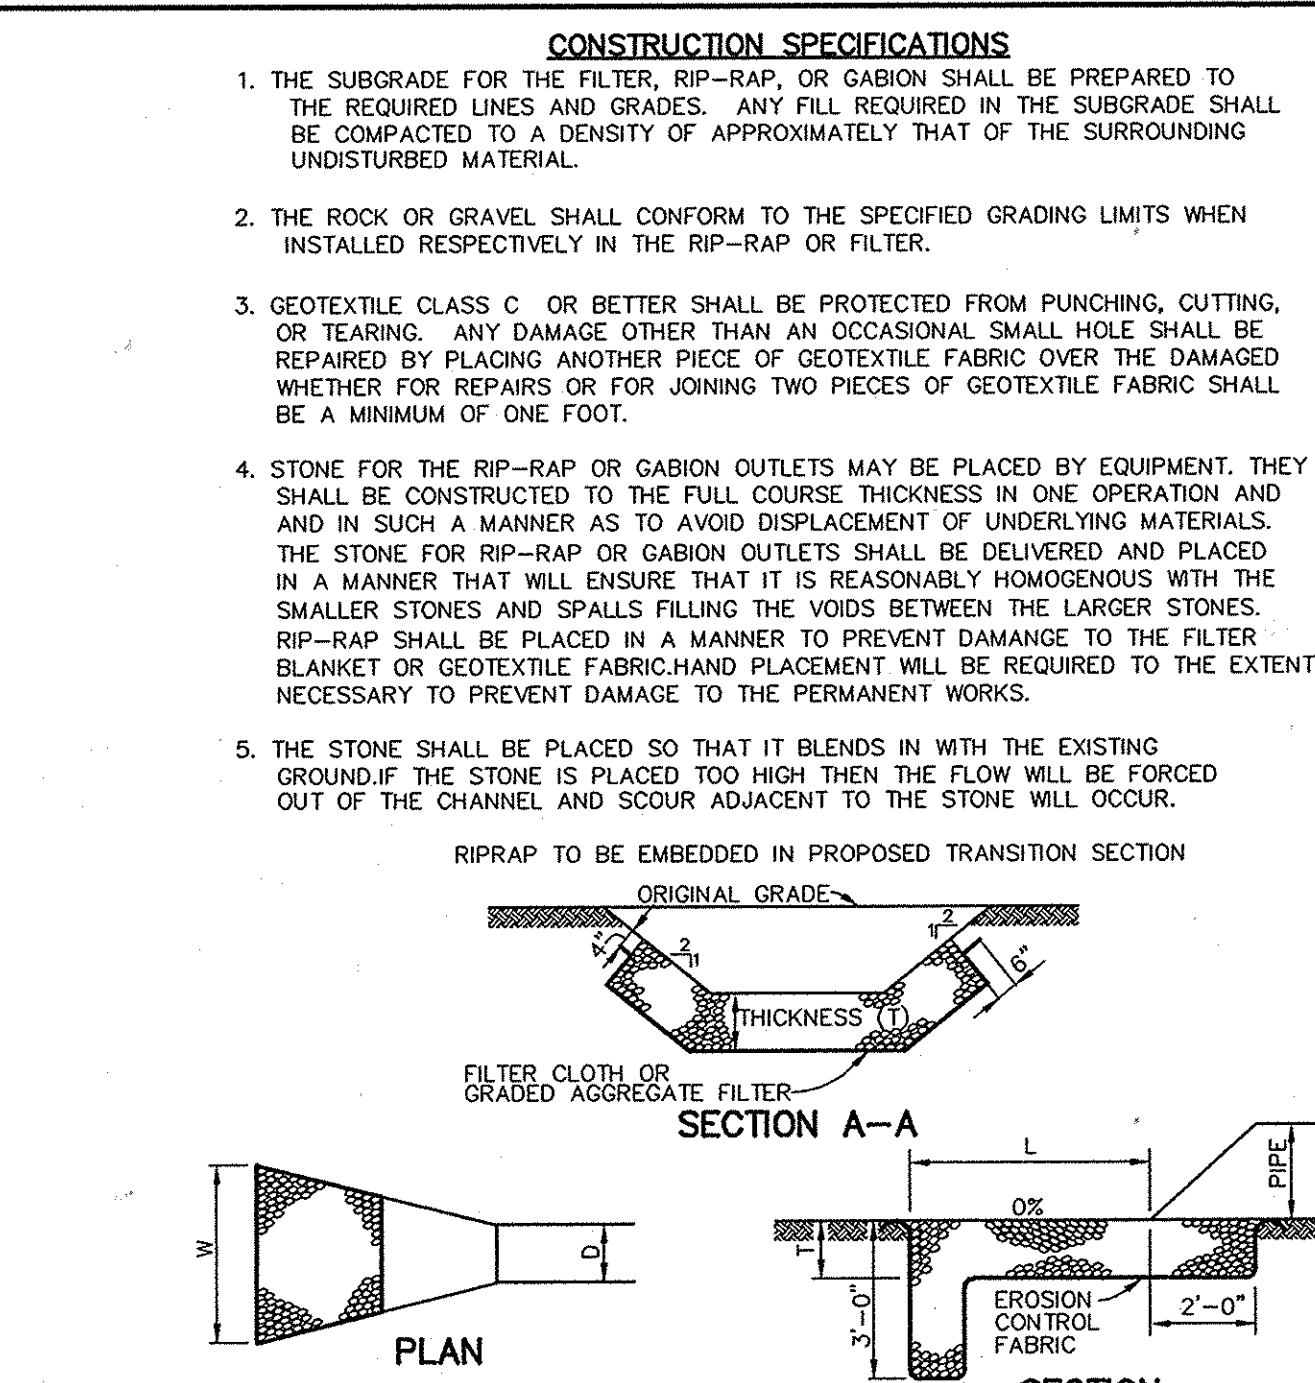 CONSTRUCTION SPECIFICATIONS
1. THE SUBGRADE FOR THE FILTER, RIP-RAP, OR GABION SHALL BE PREPARED TO
THE REQUIRED LINES AND GRADES. ANY FILL REQUIRED IN THE SUBGRADE SHALL
BE COMPACTED TO A DENSITY OF APPROXIMATELY THAT OF THE SURROUNDING
UNDISTURBED MATERIAL.
2. THE ROCK OR GRAVEL SHALL CONFORM TO THE SPECIFIED GRADING LIMITS WHEN
INSTALLED RESPECTIVELY IN THE RIP-RAP OR FILTER.
3. GEOTEXTILE CLASS C OR BETTER SHALL BE PROTECTED FROM PUNCHING, CUTTING,
OR TEARING. ANY DAMAGE OTHER THAN AN OCCASIONAL SMALL HOLE SHALL BE
REPAIRED BY PLACING ANOTHER PIECE OF GEOTEXTILE FABRIC OVER THE DAMAGED
WHETHER FOR REPAIRS OR FOR JOINING TWO PIECES OF GEOTEXTILE FABRIC SHALL
BE A MINIMUM OF ONE FOOT.
4. STONE FOR THE RIP-RAP OR GABION OUTLETS MAY BE PLACED BY EQUIPMENT. THEY
SHALL BE CONSTRUCTED TO THE FULL COURSE THICKNESS IN ONE OPERATION AND
AND IN SUCH A MANNER AS TO AVOID DISPLACEMENT OF UNDERLYING MATERIALS.
THE STONE FOR RIP-RAP OR GABION OUTLETS SHALL BE DELIVERED AND PLACED
IN A MANNER THAT WILL ENSURE THAT IT IS REASONABLY HOMOGENOUS WITH THE
SMALLER STONES AND SPALLS FILLING THE VOIDS BETWEEN THE LARGER STONES.
RIP-RAP SHALL BE PLACED IN A MANNER TO PREVENT DAMANGE TO THE FILTER
BLANKET OR GEOTEXTILE FABRIC.HAND PLACEMENT WILL BE REQUIRED TO THE EXTENT
NECESSARY TO PREVENT DAMAGE TO THE PERMANENT WORKS.
5. THE STONE SHALL BE PLACED SO THAT IT BLENDS IN WITH THE EXISTING
GROUND.IF THE STONE IS PLACED TOO HIGH THEN THE FLOW WILL BE FORCED
OUT OF THE CHANNEL AND SCOUR ADJACENT TO THE STONE WILL OCCUR.
RIPRAP TO BE EMBEDDED IN PROPOSED TRANSITION SECTION
ORIGINAL GRADE
4"
2
1
1
2
6"
THICKNESS (T)
FILTER CLOTH OR
GRADED AGGREGATE FILTER
SECTION A-A
W
D
PLAN
L
PIPE
0%
T
3'-0"
EROSION
CONTROL
FABRIC
2'-0"
SECTION